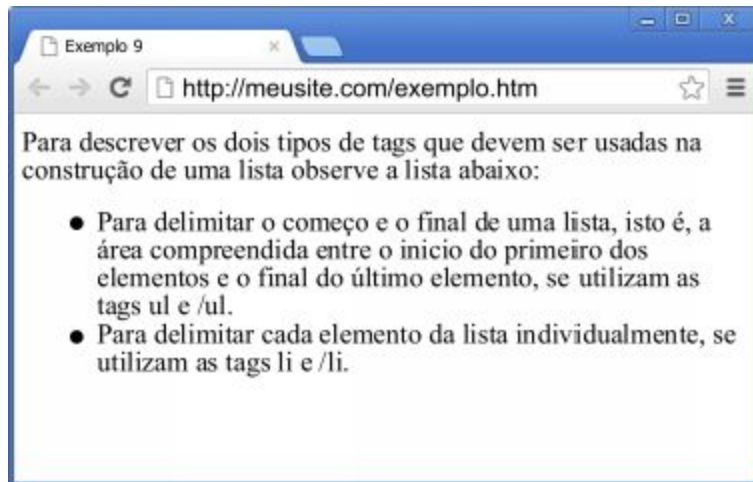 Exemplo 9
http://meusite.com/exemplo.htm
Para descrever os dois tipos de tags que devem ser usadas na
construção de uma lista observe a lista abaixo:
Para delimitar o começo e o final de uma lista, isto é, a
área compreendida entre o inicio do primeiro dos
elementos e o final do último elemento, se utilizam as
tags ul e /ul.
Para delimitar cada elemento da lista individualmente, se
utilizam as tags li e /li.